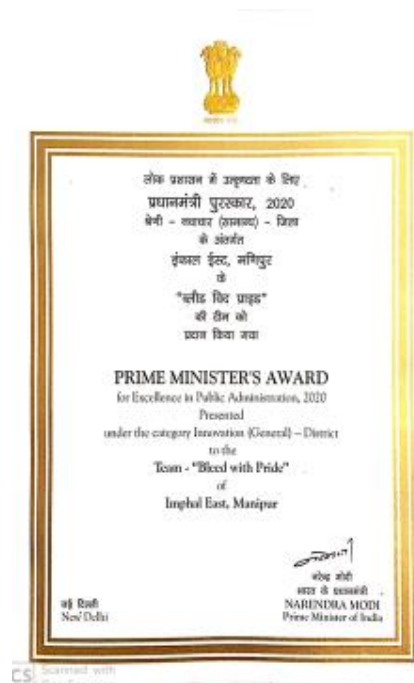 लोक प्रशासन में उत्कृष्टता के लिए
प्रधानमंत्री पुरस्कार, 2020
श्रेणी - नवाचार (सामान्य) - जिला
के अंतर्गत
इंफाल ईस्ट, मणिपुर
के
"ब्लीड विद प्राइड"
की टीम को
प्रदान किया गया
PRIME MINISTER'S AWARD
for Excellence in Public Administration, 2020
Presented
under the category Innovation (General) – District
to the
Team - "Bleed with Pride"
of
Imphal East, Manipur
नरेन्द्र मोदी
भारत के प्रधानमंत्री
नई दिल्ली NARENDRA MODI
New Delhi Prime Minister of India
CS Scanned with